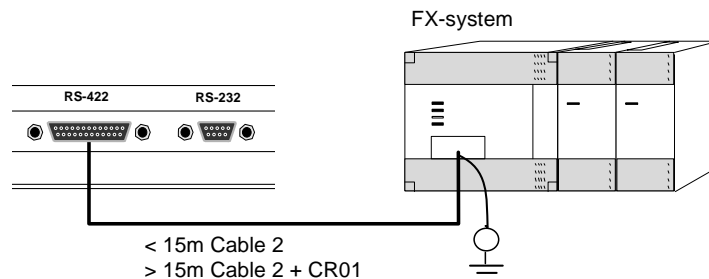 FX-system
RS-422
RS-232
< 15m Cable 2
> 15m Cable 2 + CR01